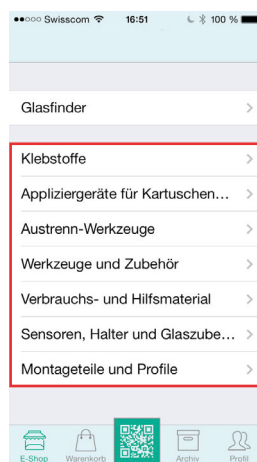 Swisscom 16:51 100 %
Glasfinder
Klebstoffe
Appliziergeräte für Kartuschen...
Austrenn-Werkzeuge
Werkzeuge und Zubehör
Verbrauchs- und Hilfsmaterial
Sensoren, Halter und Glaszube...
Montageteile und Profile
E-Shop Warenkorb Archiv Profil